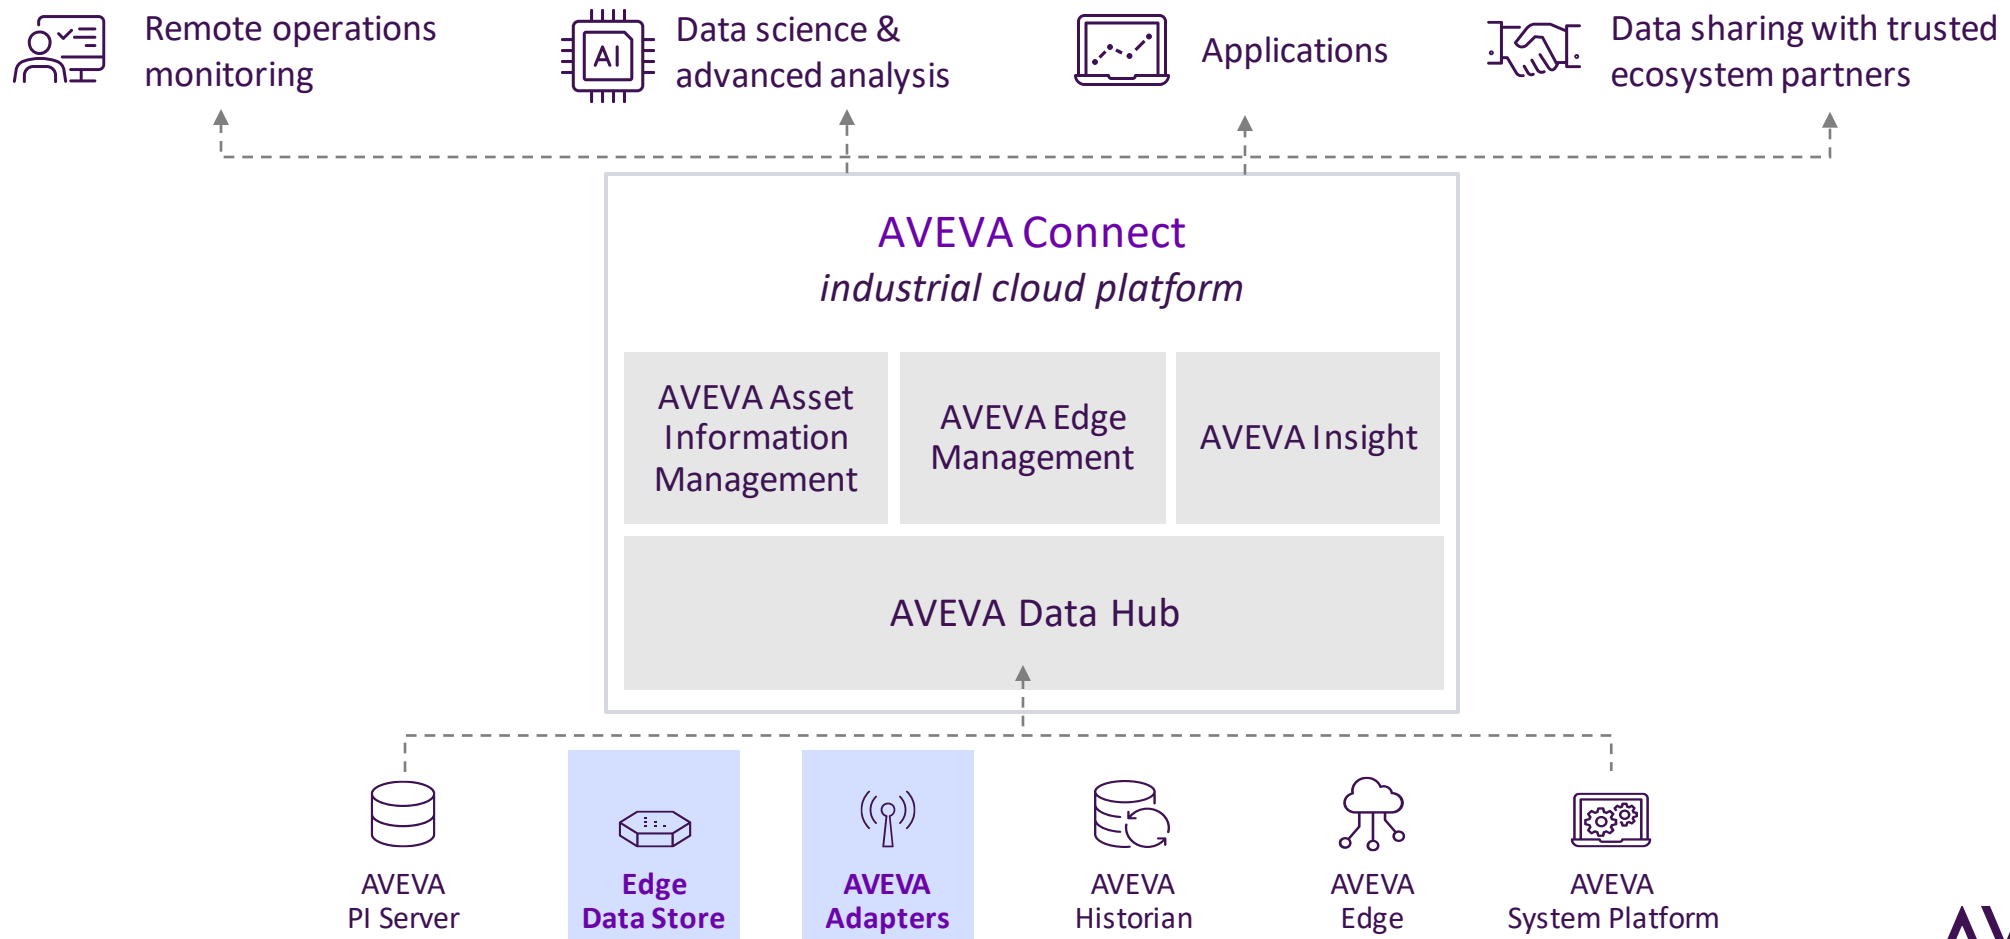 Remote operations
monitoring
AI
Data science &
advanced analysis
Applications
Data sharing with trusted
ecosystem partners
AVEVA Connect
industrial cloud platform
AVEVA Asset
Information
Management
AVEVA Edge
Management
AVEVA Insight
AVEVA Data Hub
AVEVA
PI Server
Edge
Data Store
AVEVA
Adapters
AVEVA
Historian
AVEVA
Edge
AVEVA
System Platform